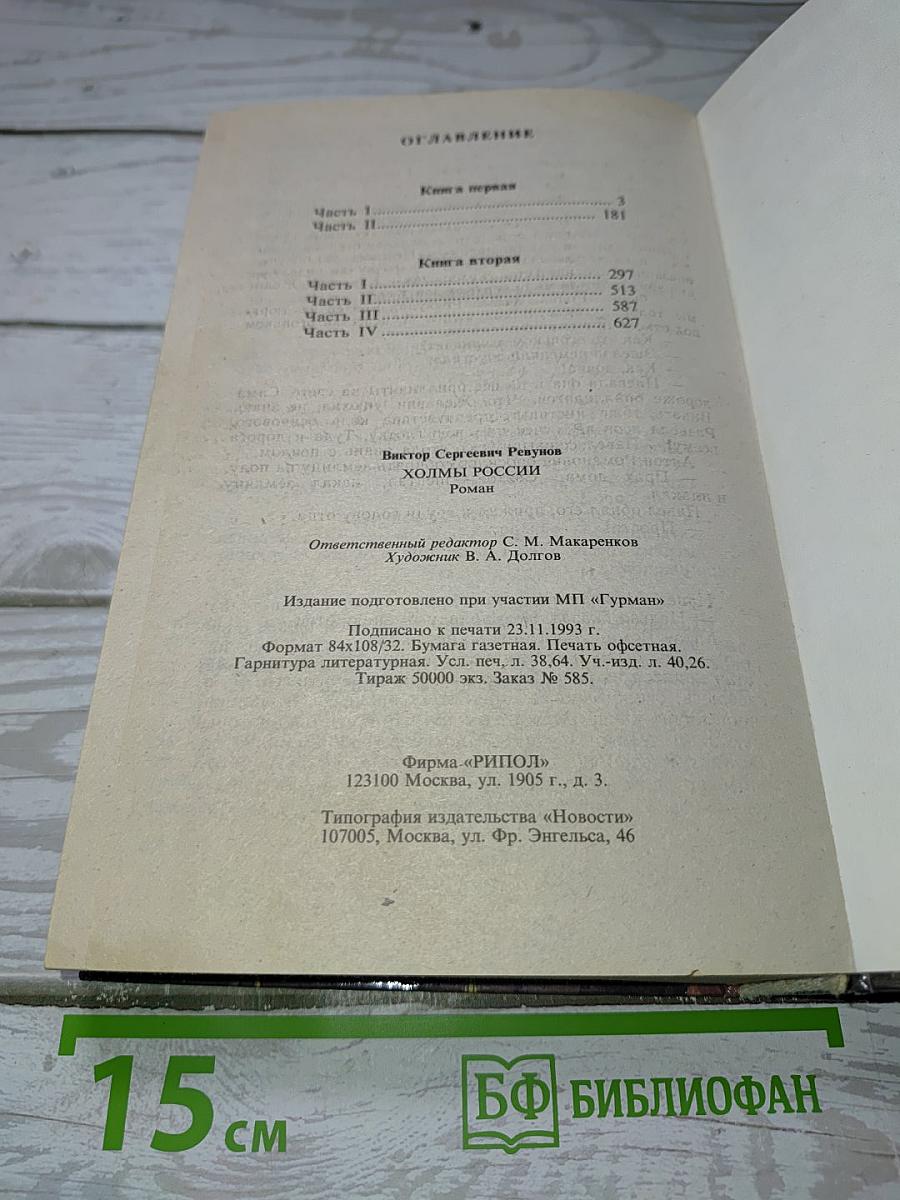 ОГЛАВЛЕНИЕ
Книга первая
Часть I.......................................................... 3
Часть II..................................................... 181
Книга вторая
Часть I...................................................... 297
Часть II..................................................... 513
Часть III.................................................... 587
Часть IV..................................................... 627
Виктор Сергеевич Ревунов
ХОЛМЫ РОССИИ
Роман
Ответственный редактор С. М. Макаренков
Художник В. А. Долгов
Издание подготовлено при участии МП «Гурман»
Подписано к печати 23.11.1993 г.
Формат 84х108/32. Бумага газетная. Печать офсетная.
Гарнитура литературная. Усл. печ, л. 38,64. Уч.-изд. л. 40,26.
Тираж 50000 экз. Заказ № 585.
Фирма «РИПОЛ»
123100 Москва, ул. 1905 г., д. 3.
Типография издательства «Новости»
107005, Москва, ул. Фр. Энгельса, 46
15 см
БФ БИБЛИОФАН